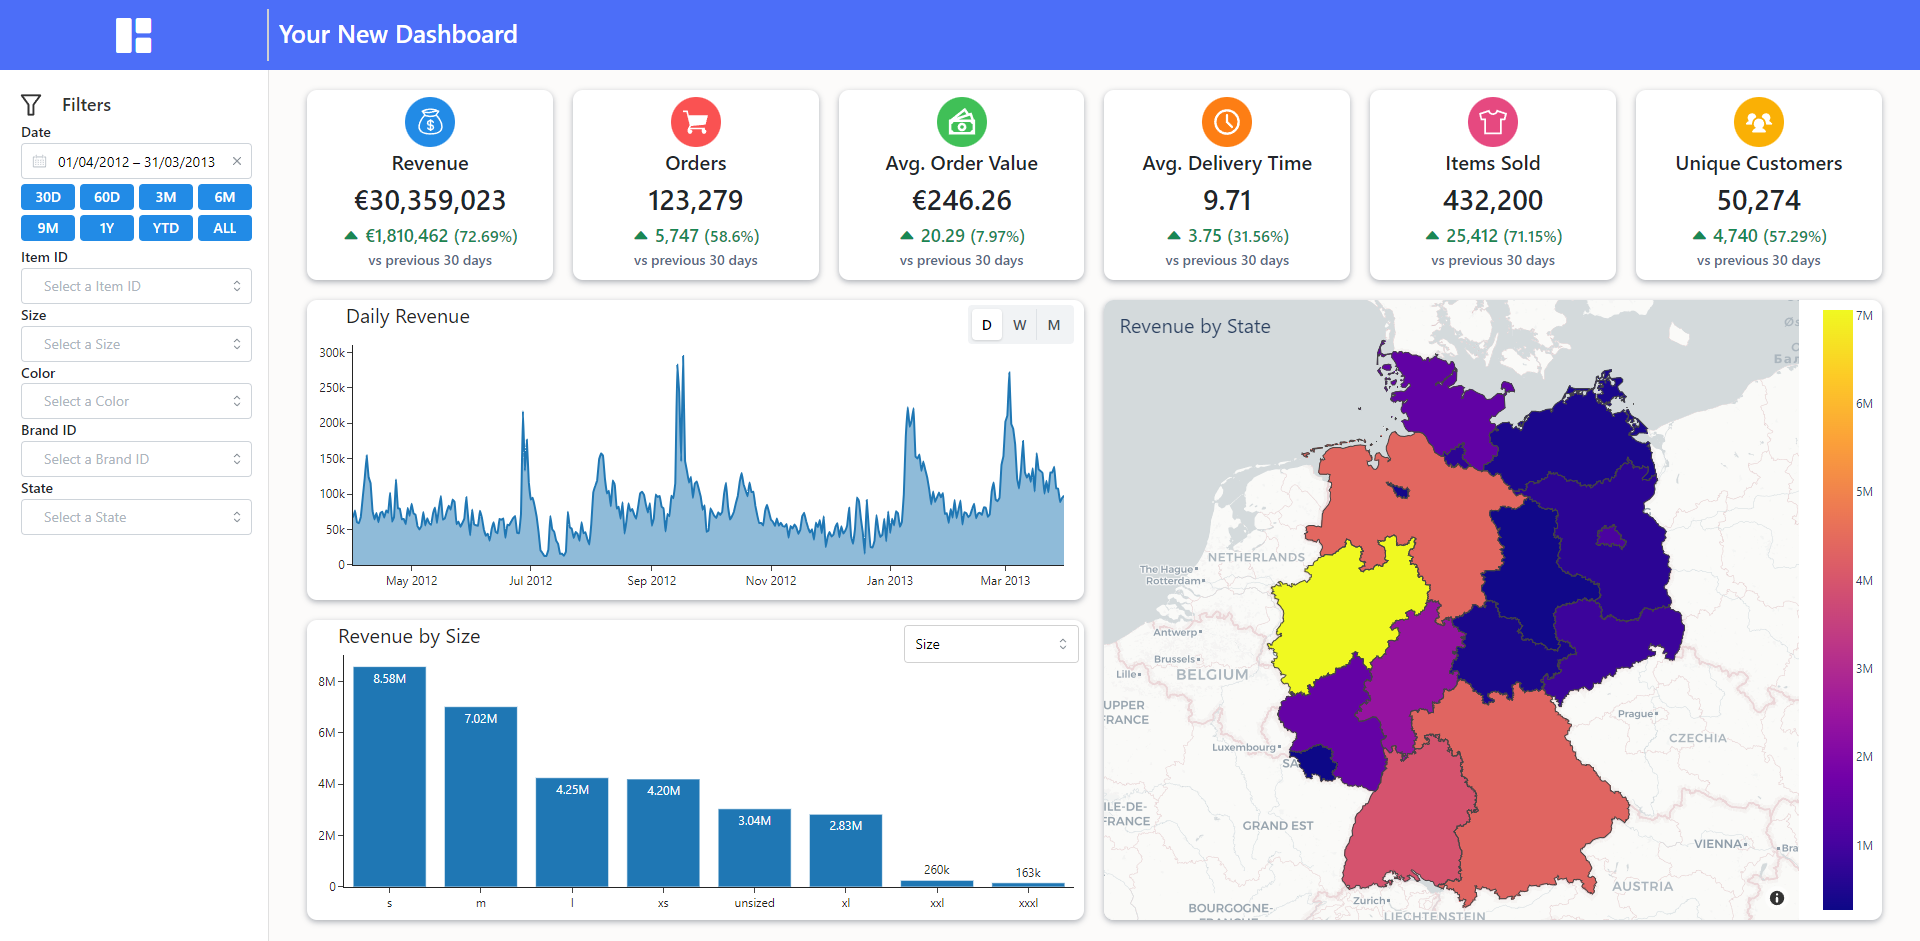 Your New Dashboard
Filters
Date
01/04/2012 – 31/03/2013
30D 60D 3M 6M
9M 1Y YTD ALL
Item ID
Select a Item ID
Size
Select a Size
Color
Select a Color
Brand ID
Select a Brand ID
State
Select a State
Revenue
€30,359,023
€1,810,462 (72.69%)
vs previous 30 days
Orders
123,279
5,747 (58.6%)
vs previous 30 days
Avg. Order Value
€246.26
20.29 (7.97%)
vs previous 30 days
Avg. Delivery Time
9.71
3.75 (31.56%)
vs previous 30 days
Items Sold
432,200
25,412 (71.15%)
vs previous 30 days
Unique Customers
50,274
4,740 (57.29%)
vs previous 30 days
Daily Revenue
D W M
300k
250k
200k
150k
100k
50k
0
May 2012 Jul 2012 Sep 2012 Nov 2012 Jan 2013 Mar 2013
Revenue by Size
Size
8M
6M
4M
2M
0
8.58M
7.02M
4.25M
4.20M
3.04M
2.83M
260k
163k
s m l xs unsized xl xxl xxxl
Revenue by State
NETHERLANDS
The Hague
Rotterdam
Antwerp
Brussels
Lille
BELGIUM
UPPER
FRANCE
Luxembourg
SA
Prague
CZECHIA
ILE-DE-
FRANCE
GRAND EST
VIENNA
Bra
AUSTRIA
Zurich
BOURGOGNE-
LIECHTENSTEIN
7M
6M
5M
4M
3M
2M
1M